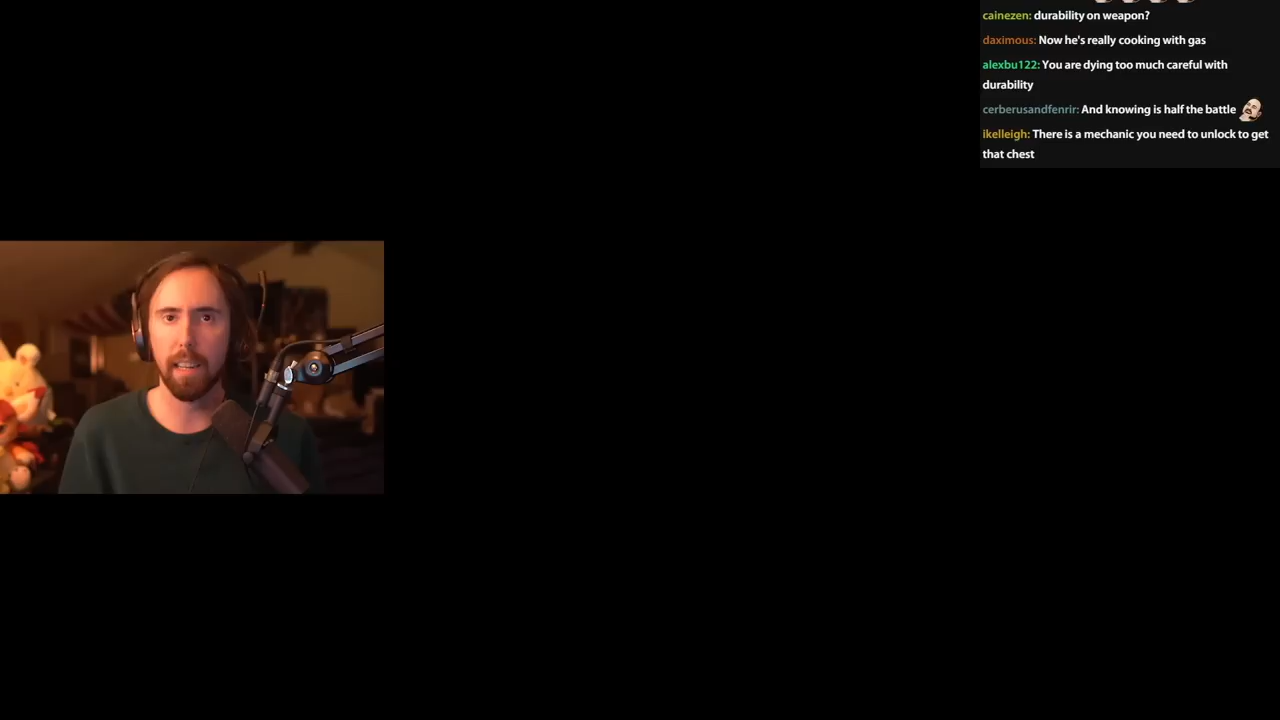 cainezen: durability on weapon?
daximous: Now he's really cooking with gas
alexbu122: You are dying too much careful with
durability
cerberusandfenrir: And knowing is half the battle
ikelleigh: There is a mechanic you need to unlock to get
that chest